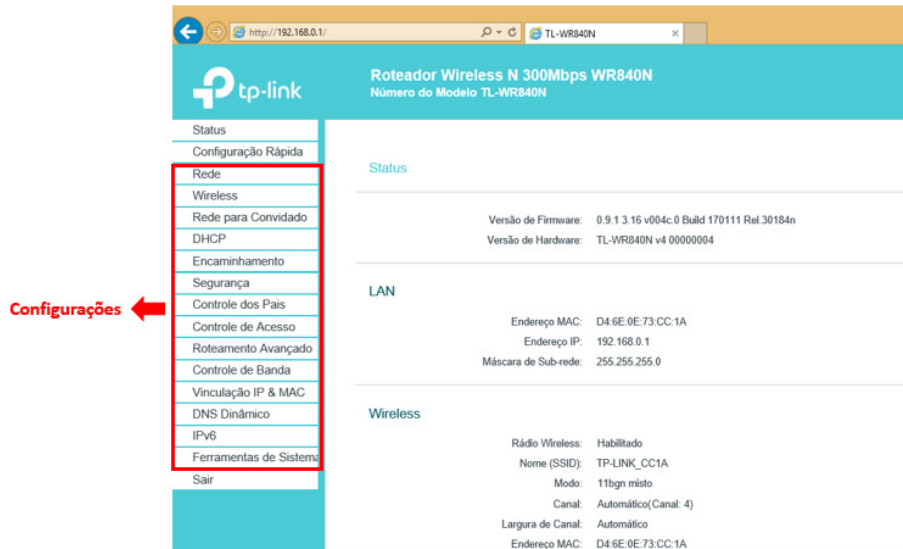 http://192.168.0.1/
TL-WR840N
tp-link
Roteador Wireless N 300Mbps WR840N
Número do Modelo TL-WR840N
Status
Configuração Rápida
Rede
Wireless
Rede para Convidado
DHCP
Encaminhamento
Segurança
Controle dos Pais
Controle de Acesso
Roteamento Avançado
Controle de Banda
Vinculação IP & MAC
DNS Dinâmico
IPv6
Ferramentas de Sistema
Sair
Configurações
Status
Versão de Firmware: 0.9.1 3.16 v004c.0 Build 170111 Rel.30184n
Versão de Hardware: TL-WR840N v4 00000004
LAN
Endereço MAC: D4:6E:0E:73:CC:1A
Endereço IP: 192.168.0.1
Máscara de Sub-rede: 255.255.255.0
Wireless
Rádio Wireless: Habilitado
Nome (SSID): TP-LINK_CC1A
Modo: 11bgn misto
Canal: Automático(Canal: 4)
Largura de Canal: Automático
Endereço MAC: D4:6E:0E:73:CC:1A